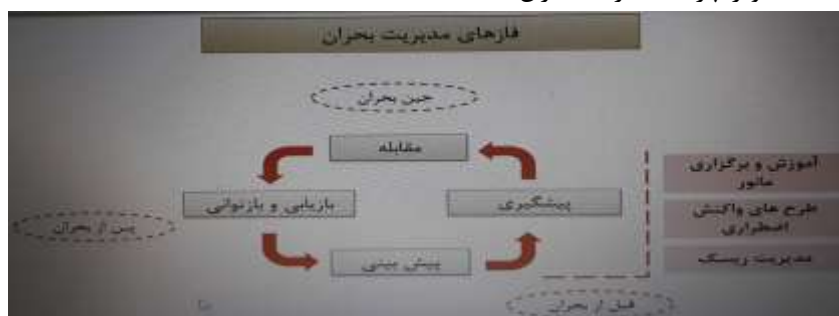 فازهای مدیریت بحران
حین بحران
مقابله
آموزش و برگزاری
مانور
پیشگیری
بازیابی و بازتوانی
طرح های واکنش
اضطراری
پس از بحران
پیش بینی
مدیریت ریسک
قبل از بحران